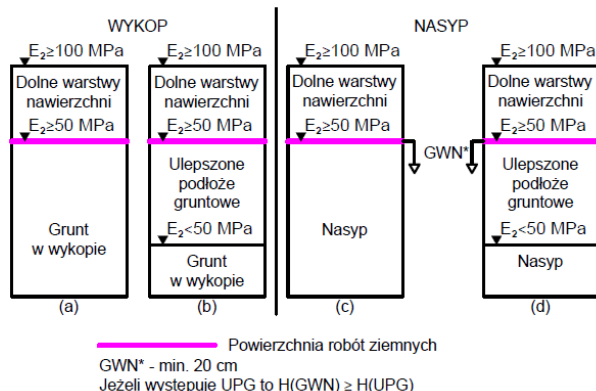 WYKOP
NASYP
E₂≥100 MPa
E₂≥100 MPa
E₂≥100 MPa
E₂≥100 MPa
Dolne warstwy
nawierzchni
Dolne warstwy
nawierzchni
Dolne warstwy
nawierzchni
Dolne warstwy
nawierzchni
E₂≥50 MPa
E₂≥50 MPa
E₂≥50 MPa
E₂≥50 MPa
GWN*
Grunt
w wykopie
Ulepszone
podłoże
gruntowe
Nasyp
Ulepszone
podłoże
gruntowe
E₂<50 MPa
E₂<50 MPa
Grunt
w wykopie
Nasyp
(a)
(b)
(c)
(d)
Powierzchnia robót ziemnych
GWN* - min. 20 cm
Jeżeli występuje UPG to H(GWN) ≥ H(UPG)